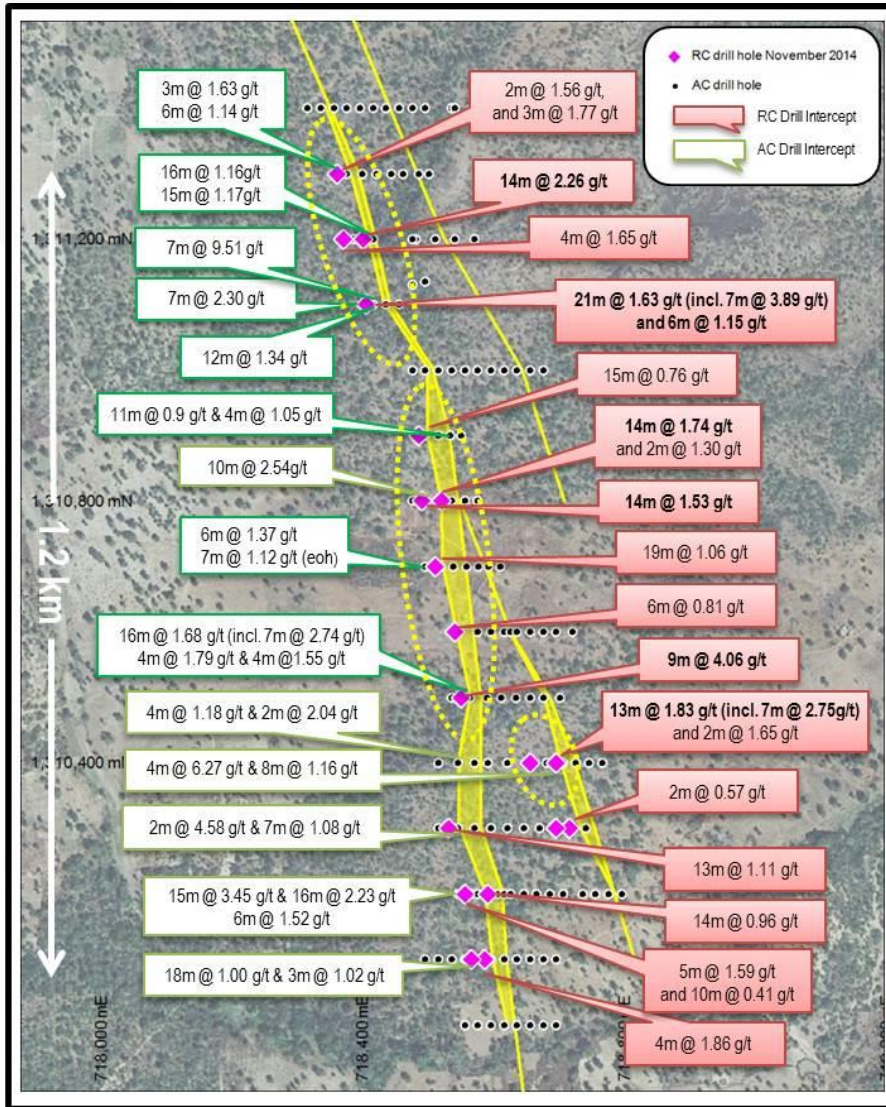 RC drill hole November 2014
AC drill hole
RC Drill Intercept
AC Drill Intercept
3m @ 1.63 g/t
6m @ 1.14 g/t
2m @ 1.56 g/t,
and 3m @ 1.77 g/t
16m @ 1.16g/t
15m @ 1.17g/t
14m @ 2.26 g/t
4m @ 1.65 g/t
1,311,200 mN
7m @ 9.51 g/t
7m @ 2.30 g/t
21m @ 1.63 g/t (incl. 7m @ 3.89 g/t)
and 6m @ 1.15 g/t
12m @ 1.34 g/t
15m @ 0.76 g/t
11m @ 0.9 g/t & 4m @ 1.05 g/t
14m @ 1.74 g/t
and 2m @ 1.30 g/t
10m @ 2.54g/t
1,310,800 mN
14m @ 1.53 g/t
1.2 km
6m @ 1.37 g/t
7m @ 1.12 g/t (eoh)
19m @ 1.06 g/t
6m @ 0.81 g/t
16m @ 1.68 g/t (incl. 7m @ 2.74 g/t)
4m @ 1.79 g/t & 4m @1.55 g/t
9m @ 4.06 g/t
4m @ 1.18 g/t & 2m @ 2.04 g/t
13m @ 1.83 g/t (incl. 7m @ 2.75g/t)
and 2m @ 1.65 g/t
1,310,400 m
4m @ 6.27 g/t & 8m @ 1.16 g/t
2m @ 0.57 g/t
2m @ 4.58 g/t & 7m @ 1.08 g/t
13m @ 1.11 g/t
15m @ 3.45 g/t & 16m @ 2.23 g/t
6m @ 1.52 g/t
14m @ 0.96 g/t
18m @ 1.00 g/t & 3m @ 1.02 g/t
5m @ 1.59 g/t
and 10m @ 0.41 g/t
4m @ 1.86 g/t
718,000 mE
718,400 mE